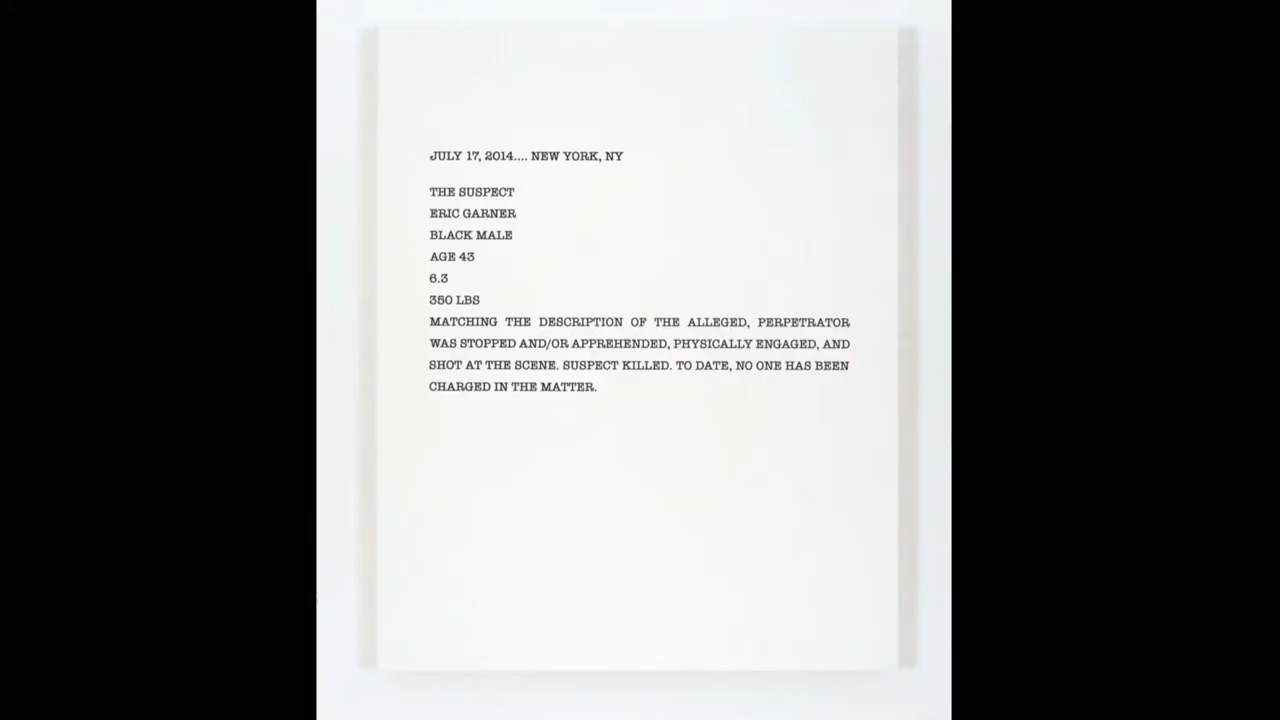 JULY 17, 2014.... NEW YORK, NY
THE SUSPECT
ERIC GARNER
BLACK MALE
AGE 43
6.3
350 LBS
MATCHING THE DESCRIPTION OF THE ALLEGED, PERPETRATOR
WAS STOPPED AND/OR APPREHENDED, PHYSICALLY ENGAGED, AND
SHOT AT THE SCENE. SUSPECT KILLED. TO DATE, NO ONE HAS BEEN
CHARGED IN THE MATTER.